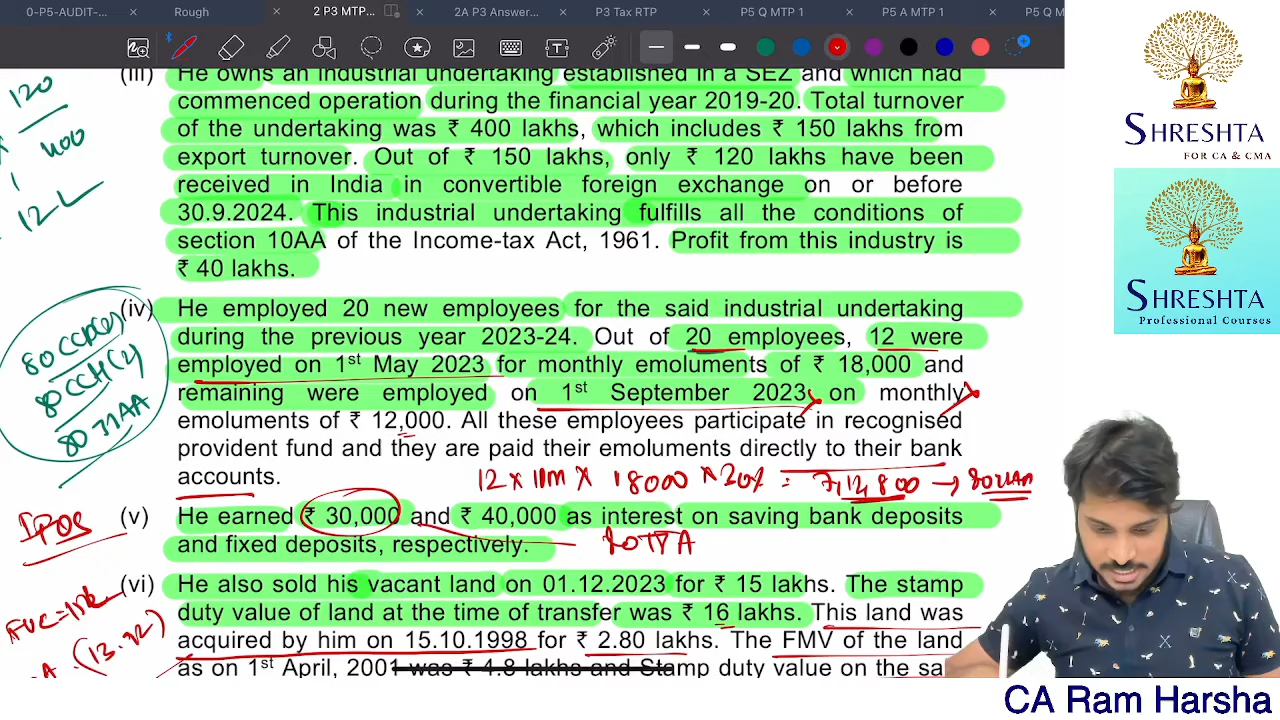 0-P5-AUDIT-
Rough
2 P3 MTP...
2A P3 Answer...
P3 Tax RTP
P5 Q MTP 1
P5 A MTP 1
P5 Q M
(iii) He owns an industrial undertaking established in a SEZ and which had
commenced operation during the financial year 2019-20. Total turnover
of the undertaking was ₹ 400 lakhs, which includes ₹ 150 lakhs from
export turnover. Out of ₹ 150 lakhs, only ₹ 120 lakhs have been
received in India in convertible foreign exchange on or before
30.9.2024. This industrial undertaking fulfills all the conditions of
section 10AA of the Income-tax Act, 1961. Profit from this industry is
₹ 40 lakhs.
120
400
12L
(iv) He employed 20 new employees for the said industrial undertaking
during the previous year 2023-24. Out of 20 employees, 12 were
employed on 1st May 2023 for monthly emoluments of ₹ 18,000 and
remaining were employed on 1st September 2023 on monthly
emoluments of ₹ 12,000. All these employees participate in recognised
provident fund and they are paid their emoluments directly to their bank
accounts.
80CCD(2)
80CCH(2)
80JJAA
12 x 11m x 18000 x 30% = 7,12,800 → 80JJAA
(v) He earned ₹ 30,000 and ₹ 40,000 as interest on saving bank deposits
and fixed deposits, respectively.
IFOS
80TTA
(vi) He also sold his vacant land on 01.12.2023 for ₹ 15 lakhs. The stamp
duty value of land at the time of transfer was ₹ 16 lakhs. This land was
acquired by him on 15.10.1998 for ₹ 2.80 lakhs. The FMV of the land
as on 1st April, 2001 was ₹ 4.8 lakhs and Stamp duty value on the sa
FVC=15L
SHRESHTA
FOR CA & CMA
SHRESHTA
Professional Courses
CA Ram Harsha